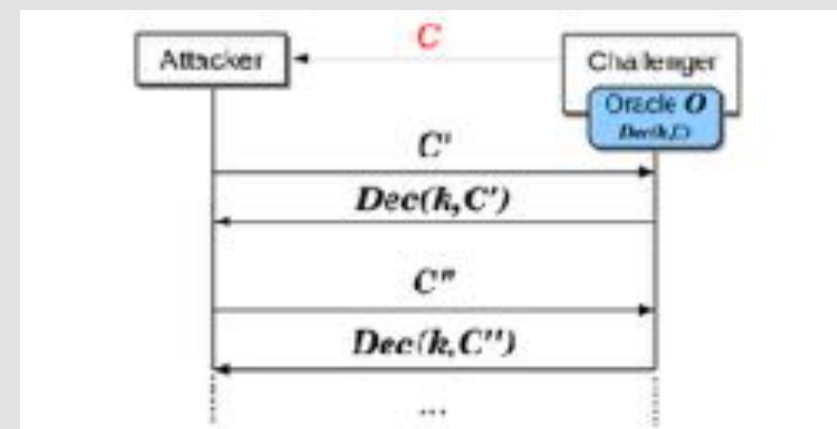 C
Attacker
Challenger
Oracle O
Dec(k,C)
C'
Dec(k,C')
C"
Dec(k,C'')
...